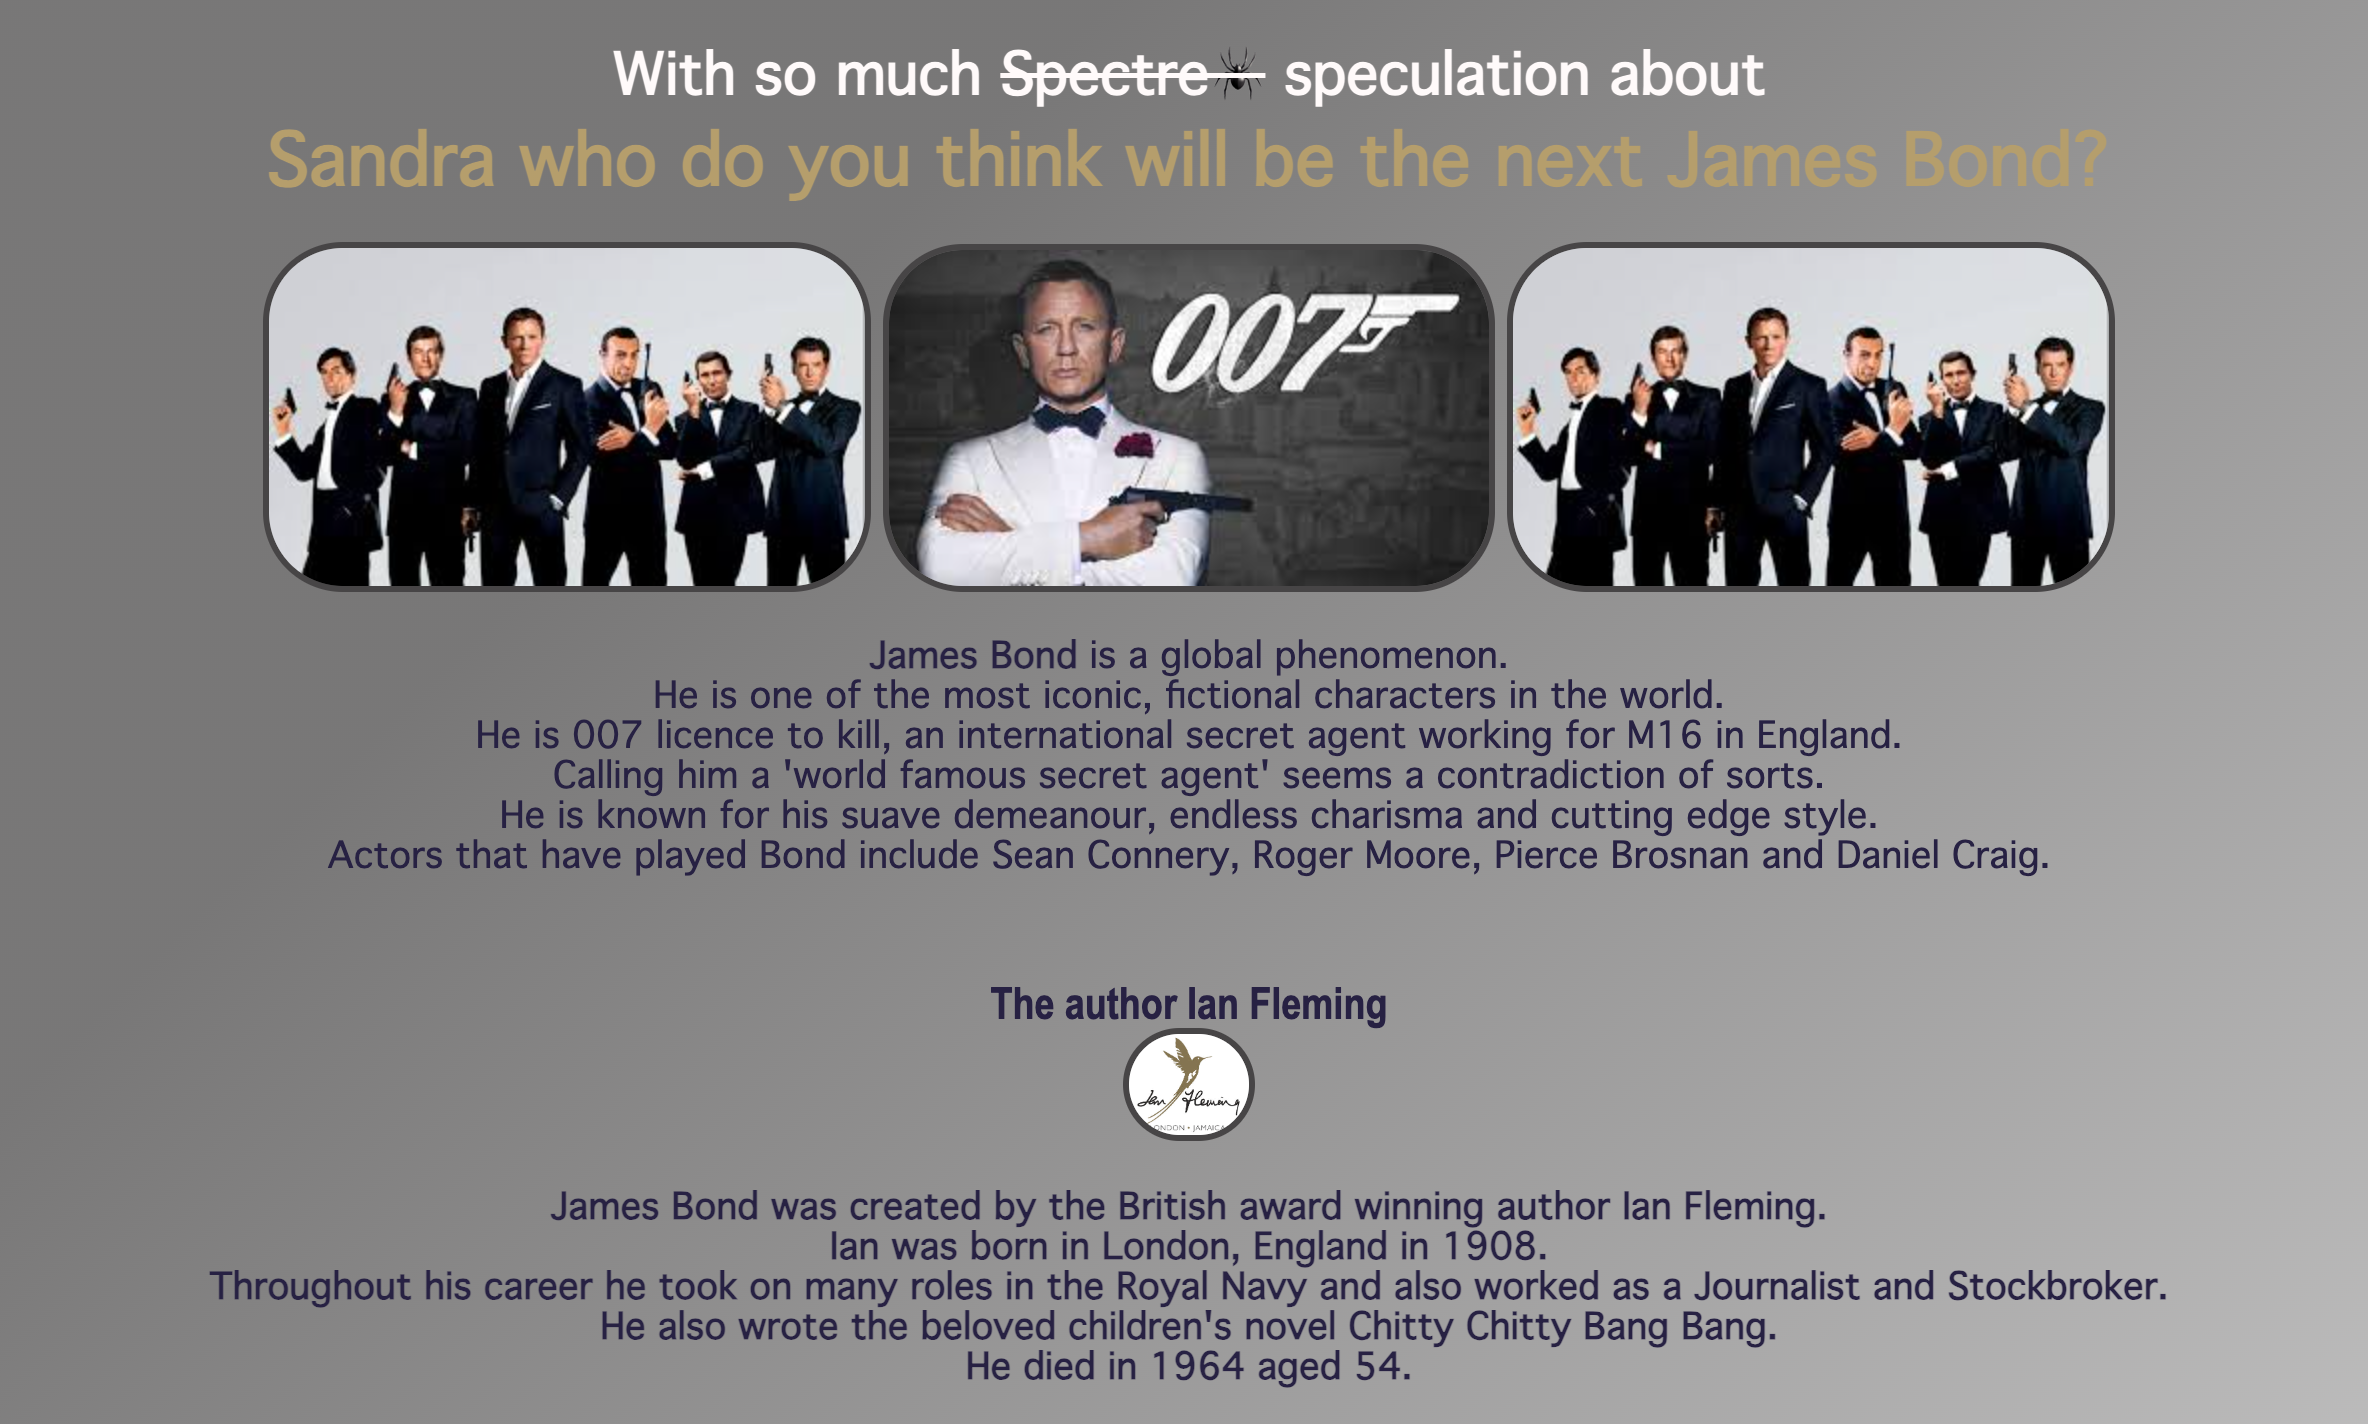 With so much Spectre speculation about
Sandra who do you think will be the next James Bond?
007
James Bond is a global phenomenon.
He is one of the most iconic, fictional characters in the world.
He is 007 licence to kill, an international secret agent working for M16 in England.
Calling him a 'world famous secret agent' seems a contradiction of sorts.
He is known for his suave demeanour, endless charisma and cutting edge style.
Actors that have played Bond include Sean Connery, Roger Moore, Pierce Brosnan and Daniel Craig.
The author Ian Fleming
Ian Fleming
LONDON • JAMAICA
James Bond was created by the British award winning author Ian Fleming.
Ian was born in London, England in 1908.
Throughout his career he took on many roles in the Royal Navy and also worked as a Journalist and Stockbroker.
He also wrote the beloved children's novel Chitty Chitty Bang Bang.
He died in 1964 aged 54.